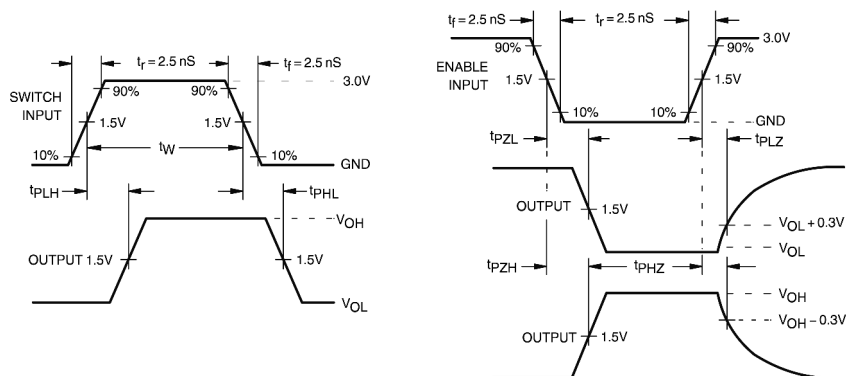 tr = 2.5 nS
tf = 2.5 nS
3.0V
SWITCH
INPUT
90%
90%
1.5V
1.5V
tW
10%
10%
GND
tPLH
tPHL
VOH
OUTPUT 1.5V
1.5V
VOL
tf = 2.5 nS
tr = 2.5 nS
3.0V
90%
90%
ENABLE
INPUT
1.5V
1.5V
10%
10%
GND
tPZL
tPLZ
OUTPUT
1.5V
VOL + 0.3V
VOL
tPZH
tPHZ
VOH
VOH – 0.3V
OUTPUT
1.5V